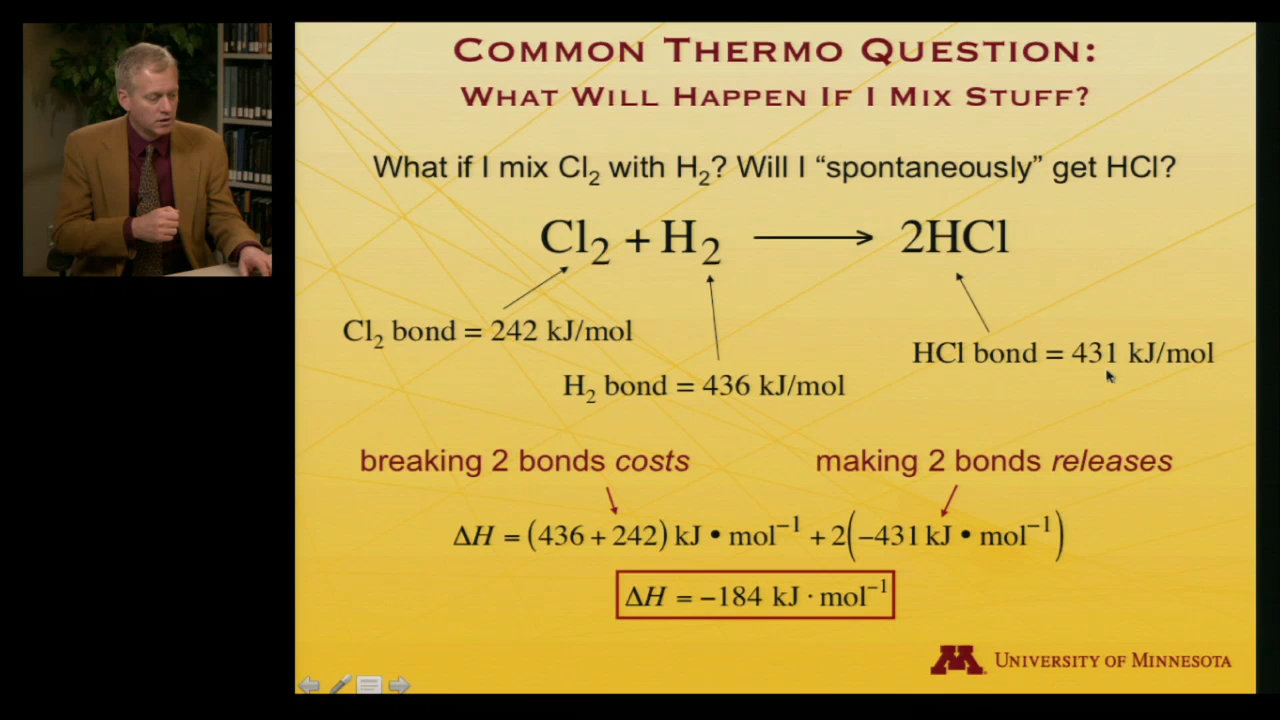 COMMON THERMO QUESTION:
WHAT WILL HAPPEN IF I MIX STUFF?
What if I mix Cl₂ with H₂? Will I “spontaneously” get HCl?
Cl₂ + H₂ ⟶ 2HCl
Cl₂ bond = 242 kJ/mol
HCl bond = 431 kJ/mol
H₂ bond = 436 kJ/mol
breaking 2 bonds costs
making 2 bonds releases
ΔH = (436 + 242) kJ • mol⁻¹ + 2(−431 kJ • mol⁻¹)
ΔH = −184 kJ · mol⁻¹
M UNIVERSITY OF MINNESOTA